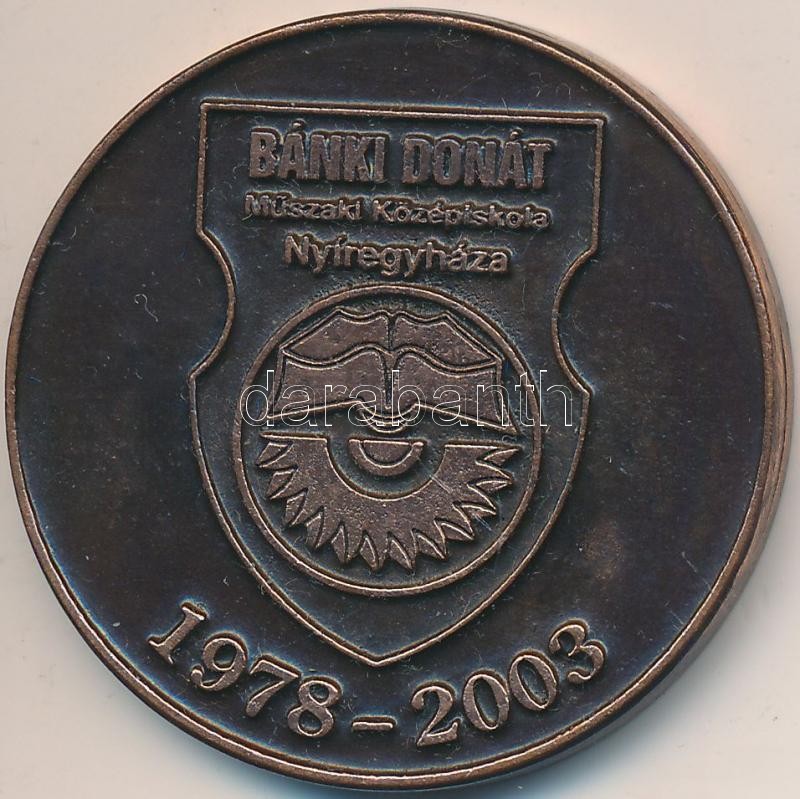 BÁNKI DONÁT
Műszaki Középiskola
Nyíregyháza
darabanth
1978-2003